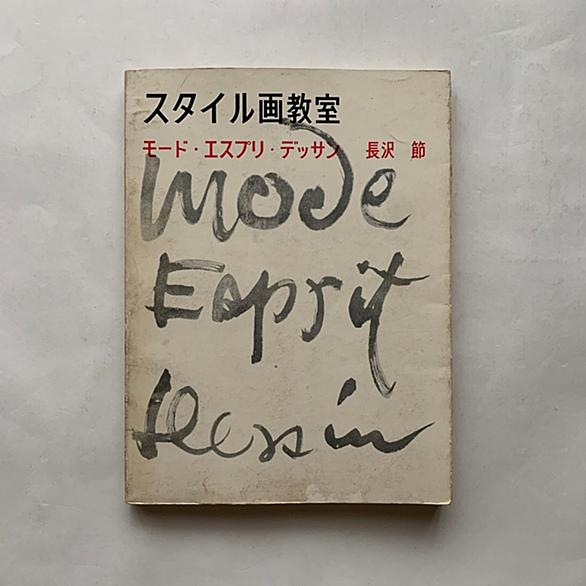 スタイル画教室
モード・エスプリ・デッサン 長沢 節
mode
Esprit
Dessin